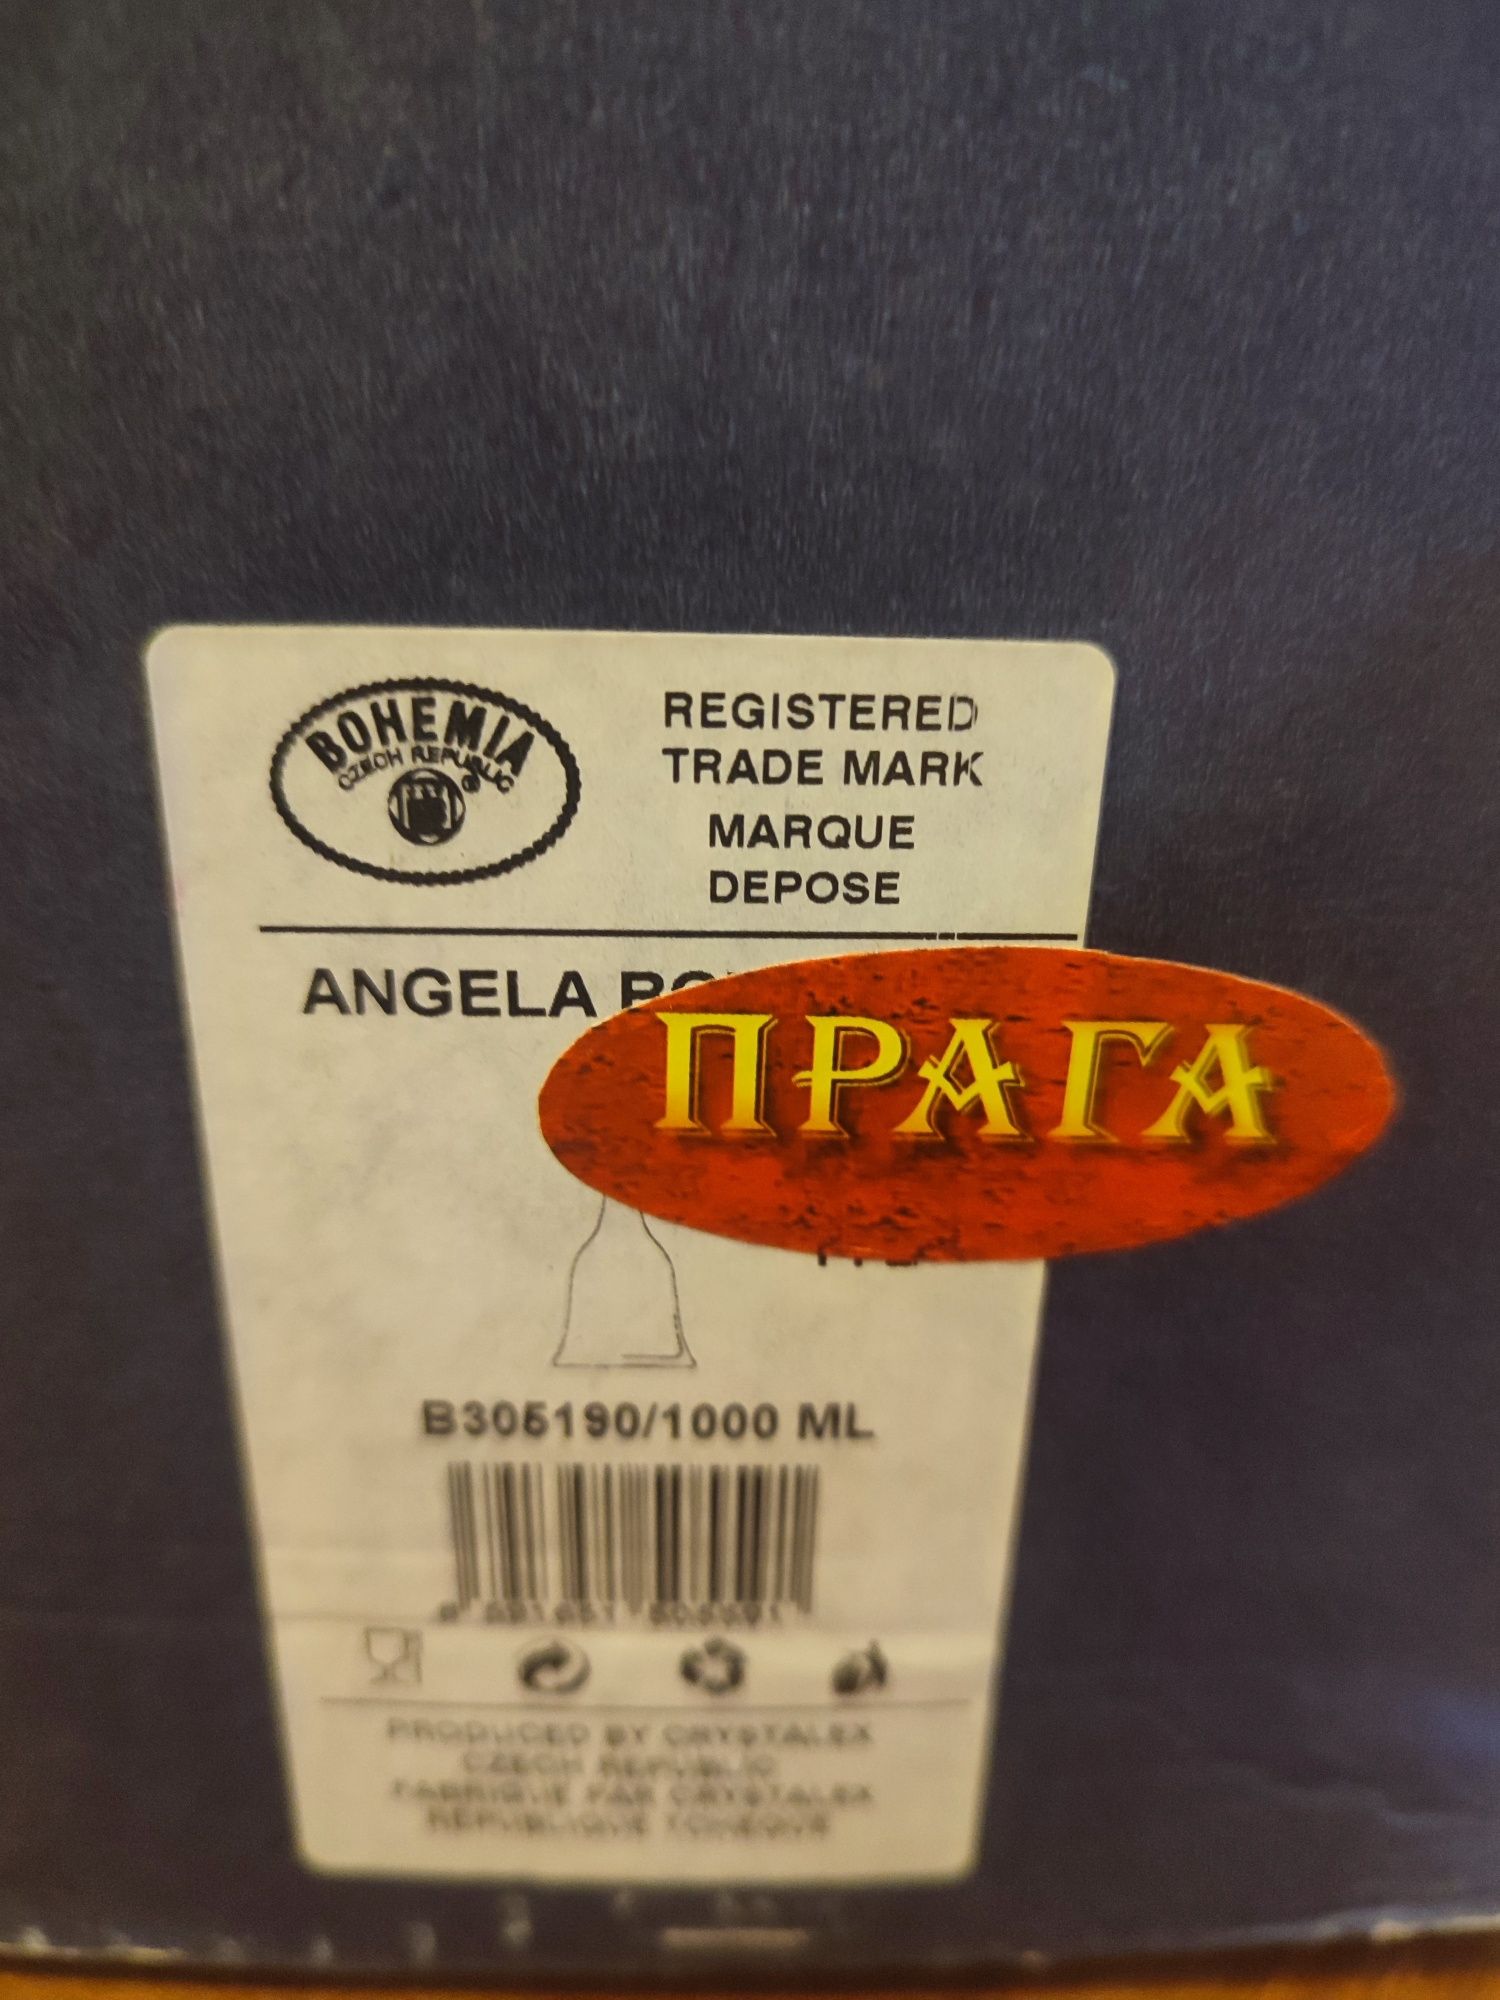 BOHEMIA
CZECH REPUBLIC
®
REGISTERED
TRADE MARK
MARQUE
DEPOSE
ANGELA
ПРАГА
B305190/1000 ML
PRODUCED BY CRYSTALEX
CZECH REPUBLIC
FABRIQUE PAR CRYSTALEX
REPUBLIQUE TCHEQUE